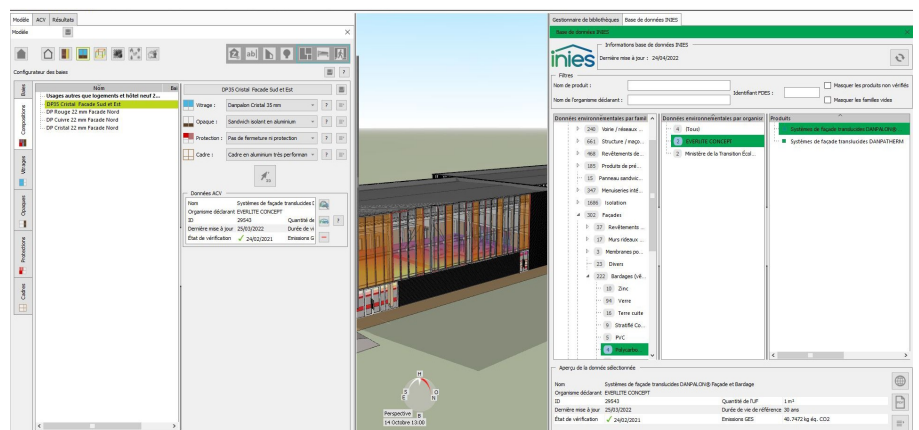 Modèle ACV Résultats
Modèle
Configurateur des baies
Baies
Compositions
Vitrages
Opaques
Protections
Cadres
Nom Bai
Usages autres que logements et hôtel neuf 2...
DP35 Cristal Facade Sud et Est
DP Rouge 22 mm Facade Nord
DP Cuivre 22 mm Facade Nord
DP Cristal 22 mm Facade Nord
DP35 Cristal Facade Sud et Est
Vitrage : Danpalon Cristal 35 mm
Opaque : Sandwich isolant en aluminium
Protection : Pas de fermeture ni protection
Cadre : Cadre en aluminium très performan
Données ACV
Nom Systèmes de façade translucides D
Organisme déclarant EVERLITE CONCEPT
ID 29543 Quantité de
Dernière mise à jour 25/03/2022 Durée de vi
État de vérification 24/02/2021 Emissions G
Perspective
14 Octobre 13:00
Gestionnaire de bibliothèques Base de données INIES
Base de données INIES
inies
Informations base de données INIES
Dernière mise à jour : 24/04/2022
Filtres
Nom de produit :
Nom de l'organisme déclarant :
Identifiant FDES :
Masquer les produits non vérifiés
Masquer les familles vides
Données environnementales par famil
248 Voirie / réseaux ...
661 Structure / maço...
468 Revêtements de...
185 Produits de pré...
15 Panneau sandwic...
347 Menuiseries inté...
1686 Isolation
302 Façades
37 Revêtements ...
17 Murs rideaux ...
3 Membranes po...
23 Divers
222 Bardages (vê...
10 Zinc
94 Verre
16 Terre cuite
9 Stratifié Co...
5 PVC
4 Polycarbo...
Données environnementales par organisr
4 (Tous)
2 EVERLITE CONCEPT
2 Ministère de la Transition Écol...
Produits
Systèmes de façade translucides DANPALON®
Systèmes de façade translucides DANPATHERM
Aperçu de la donnée sélectionnée
Nom Systèmes de façade translucides DANPALON® Façade et Bardage
Organisme déclarant EVERLITE CONCEPT
ID 29543 Quantité de l'UF 1 m²
Dernière mise à jour 25/03/2022 Durée de vie de référence 30 ans
État de vérification 24/02/2021 Emissions GES 46.7472 kg éq. CO2